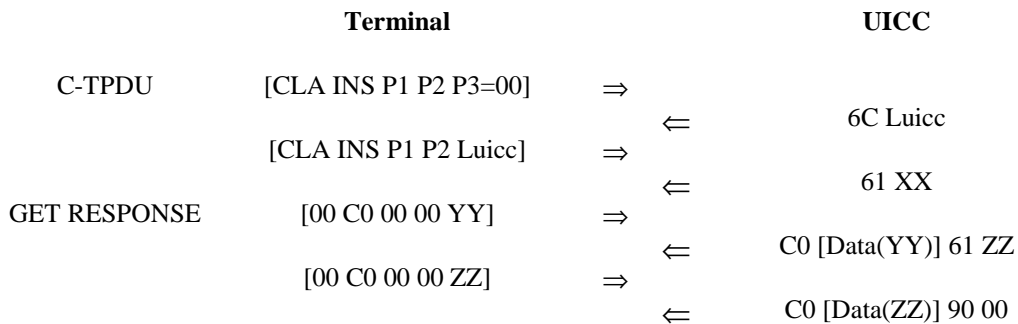 Terminal UICC
C-TPDU [CLA INS P1 P2 P3=00] ⇒
⇐ 6C Luicc
[CLA INS P1 P2 Luicc] ⇒
⇐ 61 XX
GET RESPONSE [00 C0 00 00 YY] ⇒
⇐ C0 [Data(YY)] 61 ZZ
[00 C0 00 00 ZZ] ⇒
⇐ C0 [Data(ZZ)] 90 00